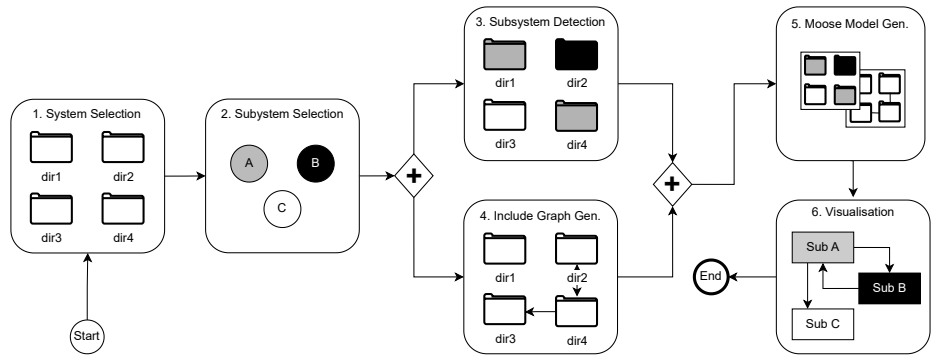 1. System Selection
dir1
dir2
dir3
dir4
Start
2. Subystem Selection
A
B
C
3. Subsystem Detection
dir1
dir2
dir3
dir4
4. Include Graph Gen.
dir1
dir2
dir3
dir4
5. Moose Model Gen.
6. Visualisation
Sub A
Sub B
Sub C
End